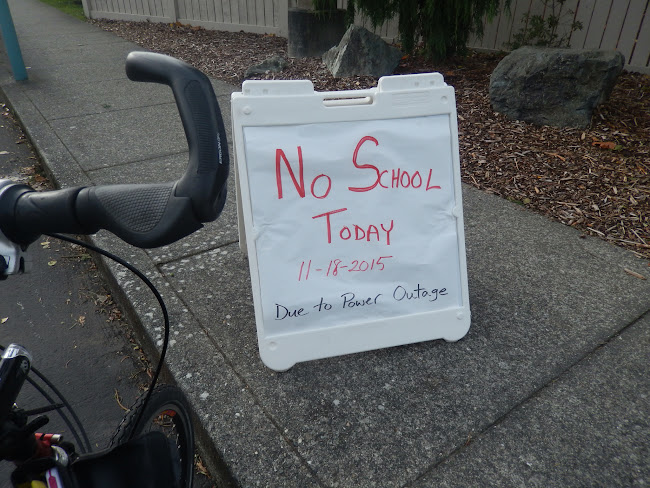 No School
Today
11-18-2015
Due to Power Outage